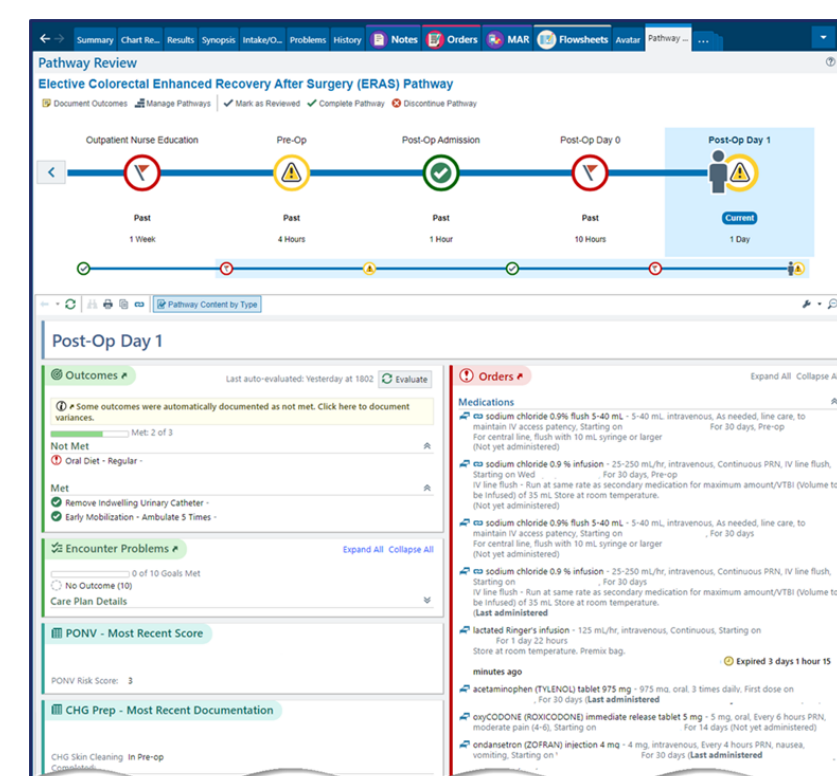 Summary Chart Re... Results Synopsis Intake/O... Problems History Notes Orders MAR Flowsheets Avatar Pathway ... ...
Pathway Review
Elective Colorectal Enhanced Recovery After Surgery (ERAS) Pathway
Document Outcomes Manage Pathways Mark as Reviewed Complete Pathway Discontinue Pathway
Outpatient Nurse Education Pre-Op Post-Op Admission Post-Op Day 0 Post-Op Day 1
Past Past Past Past Current
1 Week 4 Hours 1 Hour 10 Hours 1 Day
Pathway Content by Type
Post-Op Day 1
Outcomes Last auto-evaluated: Yesterday at 1802 Evaluate
Some outcomes were automatically documented as not met. Click here to document
variances.
Met: 2 of 3
Not Met
Oral Diet - Regular -
Met
Remove Indwelling Urinary Catheter -
Early Mobilization - Ambulate 5 Times -
Encounter Problems Expand All Collapse All
0 of 10 Goals Met
No Outcome (10)
Care Plan Details
PONV - Most Recent Score
PONV Risk Score: 3
CHG Prep - Most Recent Documentation
CHG Skin Cleaning In Pre-op
Completed:
Orders Expand All Collapse A
Medications
sodium chloride 0.9% flush 5-40 mL - 5-40 mL, intravenous, As needed, line care, to
maintain IV access patency, Starting on For 30 days, Pre-op
For central line, flush with 10 mL syringe or larger
(Not yet administered)
sodium chloride 0.9 % infusion - 25-250 mL/hr, intravenous, Continuous PRN, IV line flush,
Starting on Wed For 30 days, Pre-op
IV line flush - Run at same rate as secondary medication for maximum amount/VTBI (Volume to
be Infused) of 35 mL Store at room temperature.
(Not yet administered)
sodium chloride 0.9% flush 5-40 mL - 5-40 mL, intravenous, As needed, line care, to
maintain IV access patency, Starting on , For 30 days
For central line, flush with 10 mL syringe or larger
(Not yet administered)
sodium chloride 0.9 % infusion - 25-250 mL/hr, intravenous, Continuous PRN, IV line flush,
Starting on , For 30 days
IV line flush - Run at same rate as secondary medication for maximum amount/VTBI (Volume to
be Infused) of 35 mL Store at room temperature.
(Last administered
lactated Ringer's infusion - 125 mL/hr, intravenous, Continuous, Starting on
For 1 day 22 hours
Store at room temperature. Premix bag.
Expired 3 days 1 hour 15
minutes ago
acetaminophen (TYLENOL) tablet 975 mg - 975 mg, oral, 3 times daily, First dose on
, For 30 days (Last administered
oxyCODONE (ROXICODONE) immediate release tablet 5 mg - 5 mg, oral, Every 6 hours PRN,
moderate pain (4-6), Starting on For 14 days (Not yet administered)
ondansetron (ZOFRAN) injection 4 mg - 4 mg, intravenous, Every 4 hours PRN, nausea,
vomiting, Starting on For 30 days (Last administered